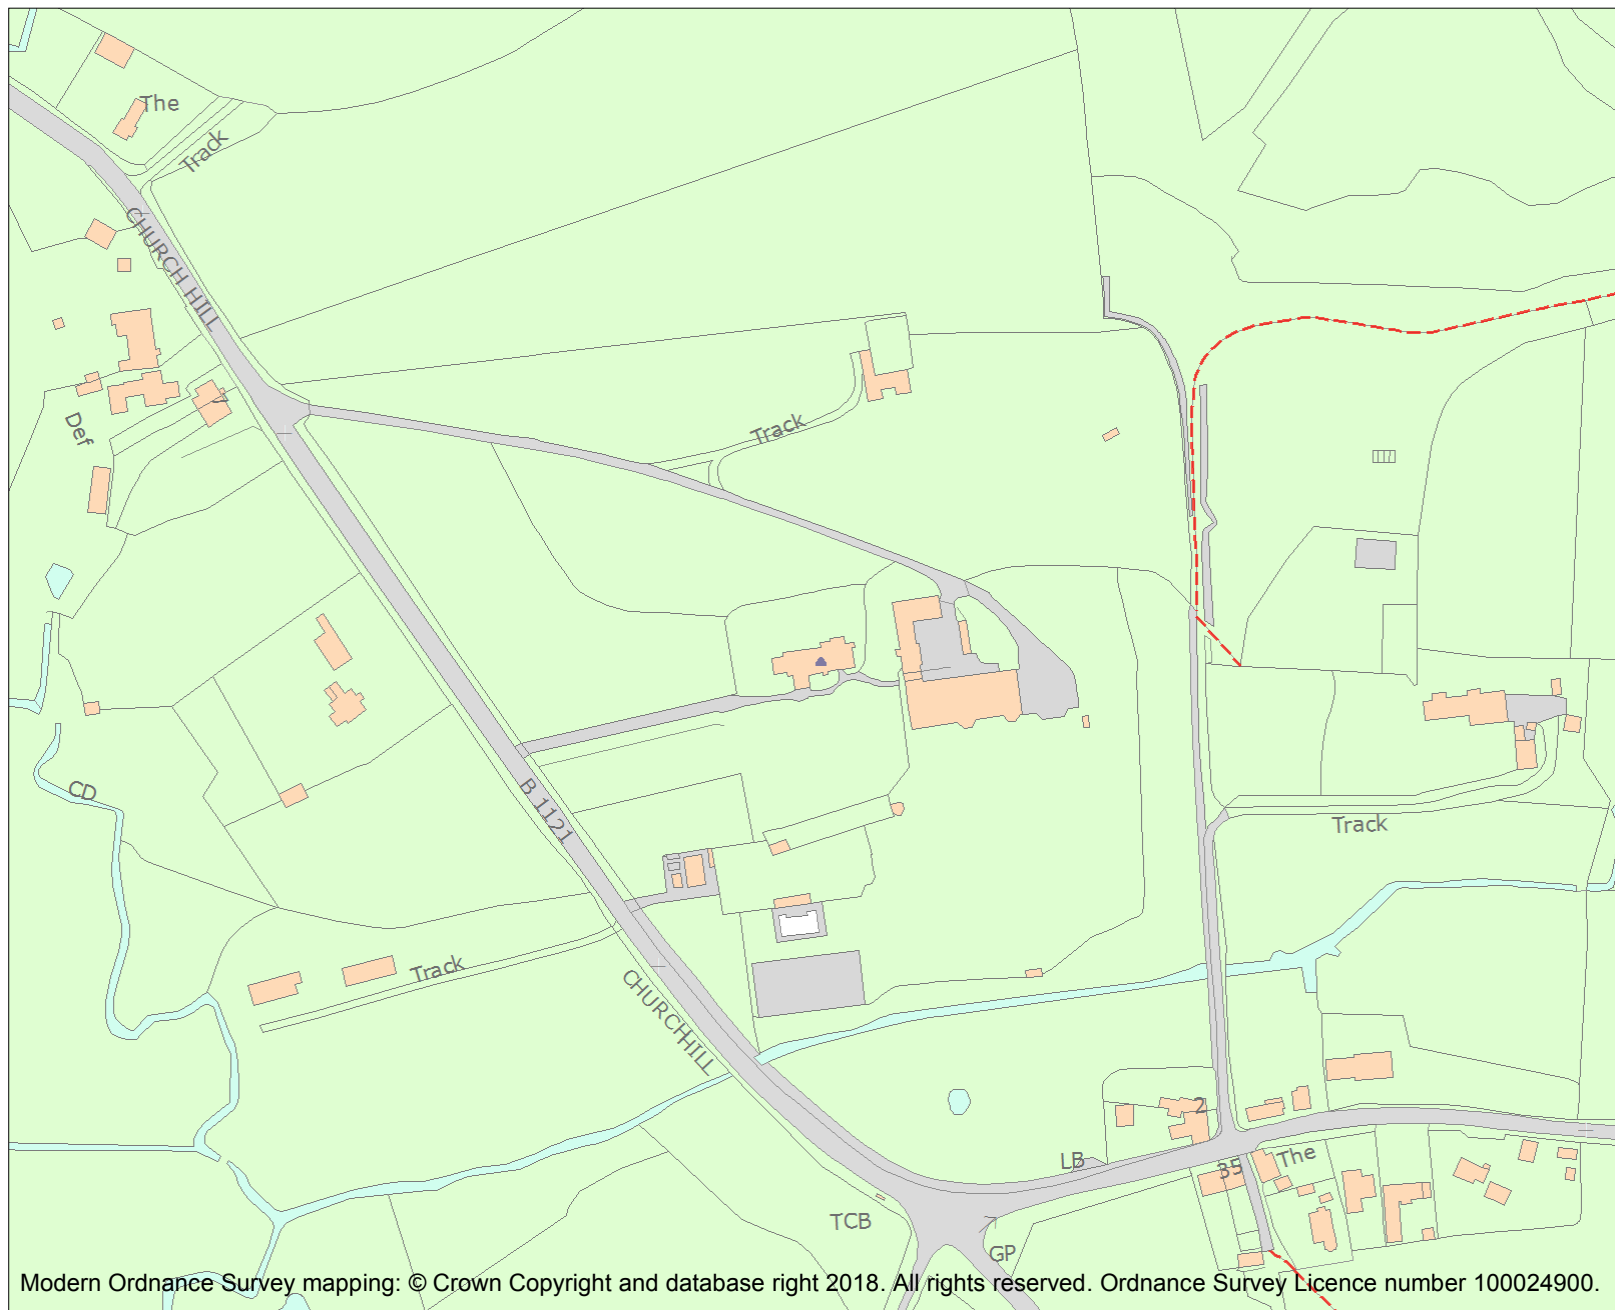 The
Track
CHURCH HILL
7
Def
Track
CD
B 1121
Track
Track
CHURCHHILL
2
LB
35
The
TCB
GP
Modern Ordnance Survey mapping: © Crown Copyright and database right 2018. All rights reserved. Ordnance Survey Licence number 100024900.